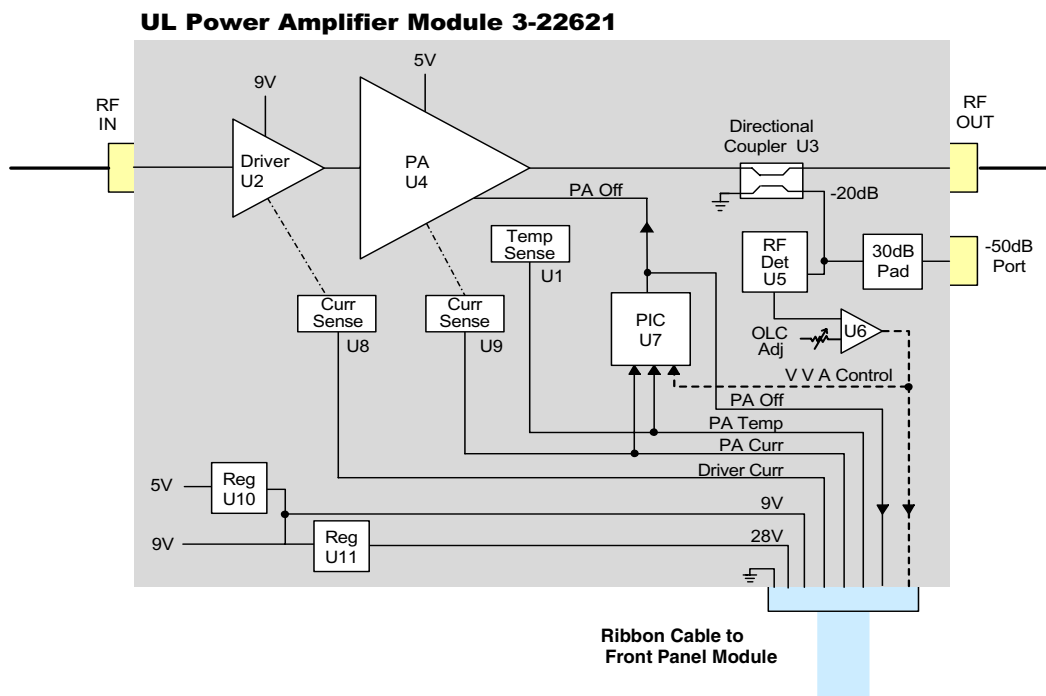 UL Power Amplifier Module 3-22621
RF
IN
9V
Driver
U2
5V
PA
U4
PA Off
Directional
Coupler U3
-20dB
RF
OUT
Temp
Sense
U1
RF
Det
U5
30dB
Pad
-50dB
Port
Curr
Sense
U8
Curr
Sense
U9
PIC
U7
OLC
Adj
U6
V V A Control
PA Off
PA Temp
PA Curr
Driver Curr
5V
Reg
U10
9V
9V
Reg
U11
28V
Ribbon Cable to
Front Panel Module